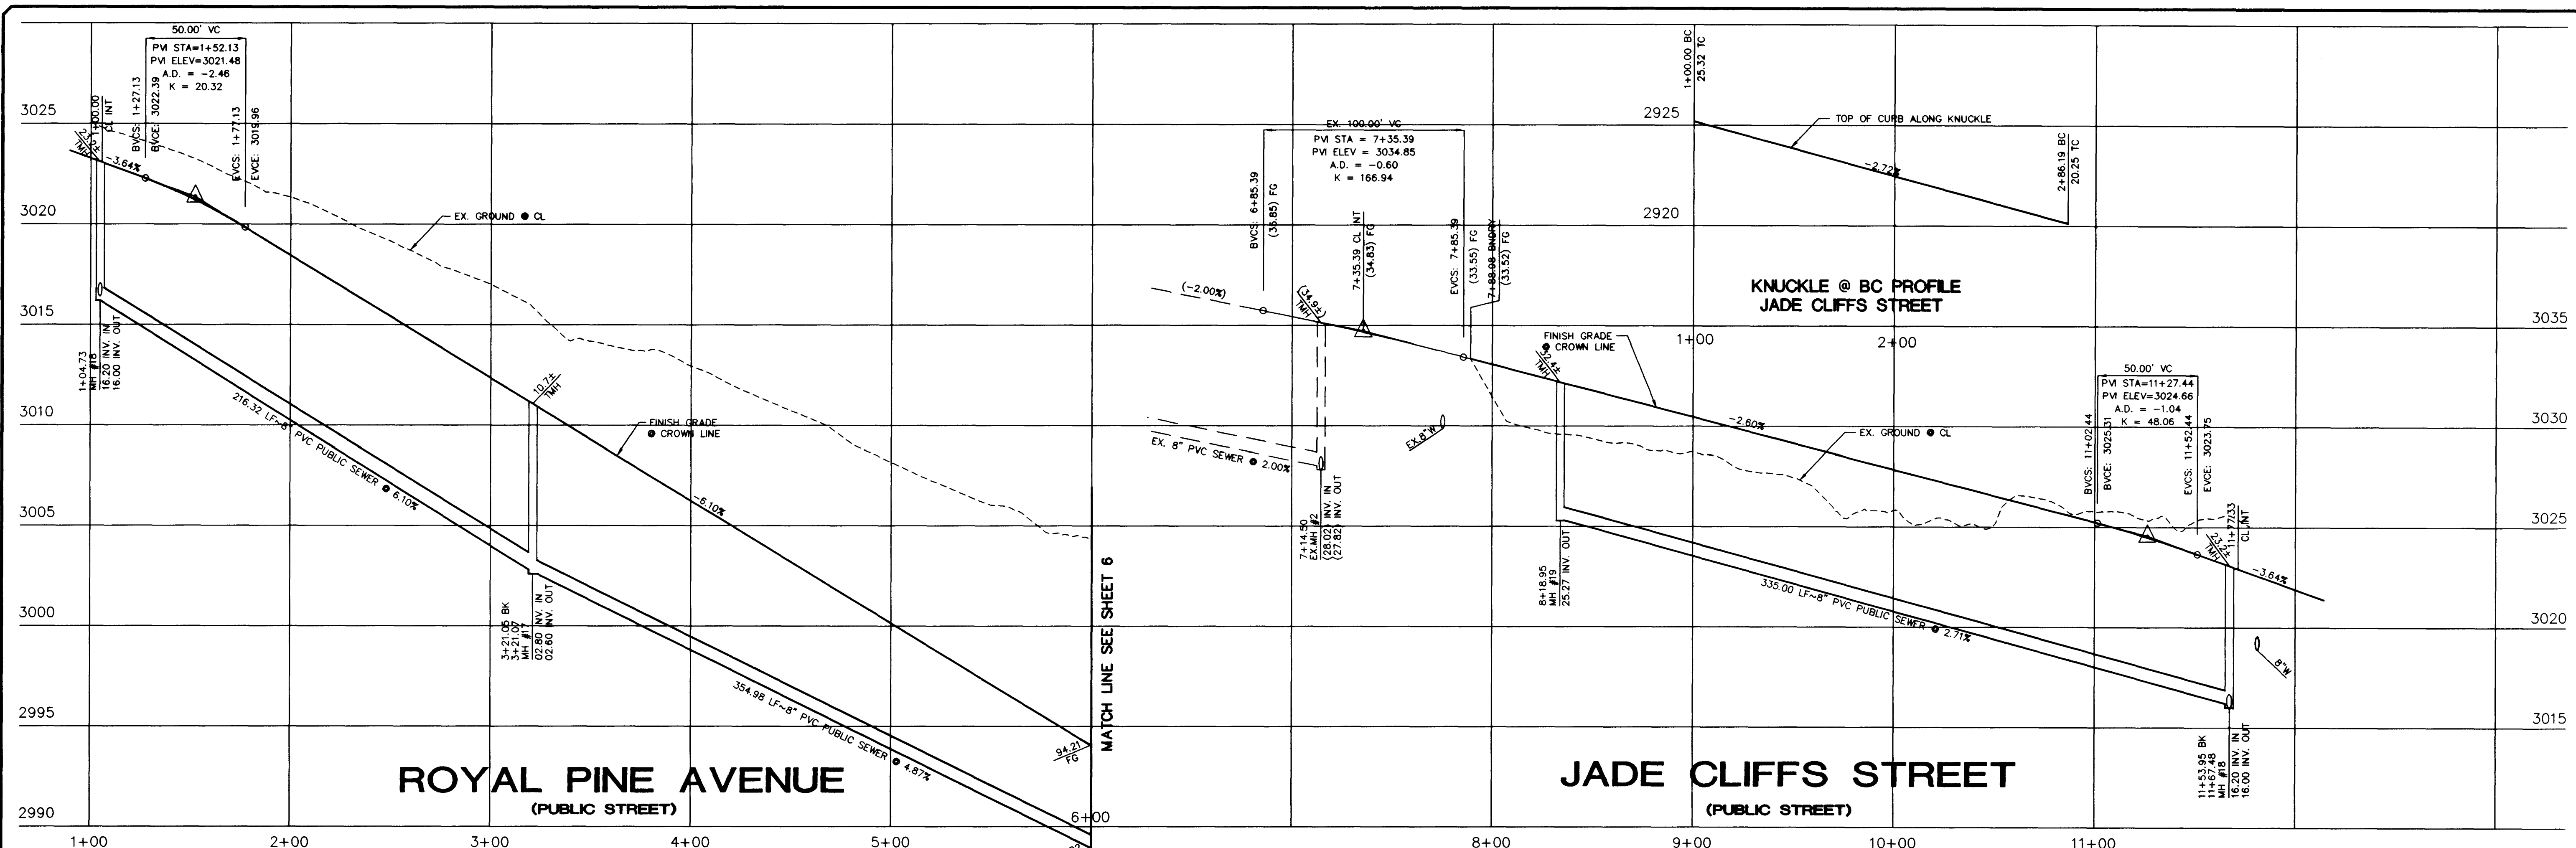 50.00' VC
PVI STA=1+52.13
PVI ELEV=3021.48
A.D. = -2.46
K = 20.32
BVCS: 1+27.13
BVCE: 3022.39
EVCS: 1+77.13
EVCE: 3019.96
1+00.00
CL INT
23.2±
TMH
-3.64%
EX. GROUND @ CL
3025
3020
3015
3010
3005
3000
2995
2990
1+04.73
MH #18
16.20 INV. IN
16.00 INV. OUT
216.32 LF~8" PVC PUBLIC SEWER @ 6.10%
10.7±
TMH
FINISH GRADE
@ CROWN LINE
-6.10%
3+21.05 BK
3+21.07
MH #17
02.80 INV. IN
02.60 INV. OUT
354.98 LF~8" PVC PUBLIC SEWER @ 4.87%
94.21
FG
MATCH LINE SEE SHEET 6
ROYAL PINE AVENUE
(PUBLIC STREET)
1+00
2+00
3+00
4+00
5+00
6+00
EX. 100.00' VC
PVI STA = 7+35.39
PVI ELEV = 3034.85
A.D. = -0.60
K = 166.94
BVCS: 6+85.39
(35.85) FG
7+35.39 CL INT
(34.83) FG
EVCS: 7+85.39
(33.55) FG
7+88.98 BNDRY
(33.52) FG
(-2.00%)
(34.9±)
TMH
EX. 8" PVC SEWER @ 2.00%
EX.8"W
7+14.50
EX.MH #2
(28.02) INV. IN
(27.82) INV. OUT
1+00.00 BC
25.32 TC
2925
2920
TOP OF CURB ALONG KNUCKLE
-2.72%
2+86.19 BC
20.25 TC
KNUCKLE @ BC PROFILE
JADE CLIFFS STREET
1+00
2+00
FINISH GRADE
@ CROWN LINE
32.4±
TMH
-2.60%
EX. GROUND @ CL
8+18.95
MH #19
25.27 INV. OUT
335.00 LF~8" PVC PUBLIC SEWER @ 2.71%
50.00' VC
PVI STA=11+27.44
PVI ELEV=3024.66
A.D. = -1.04
K = 48.06
BVCS: 11+02.44
BVCE: 3025.31
EVCS: 11+52.44
EVCE: 3023.75
23.2±
TMH
11+77.33
CL INT
-3.64%
8"W
11+53.95 BK
11+67.48
MH #18
16.20 INV. IN
16.00 INV. OUT
3035
3030
3025
3020
3015
JADE CLIFFS STREET
(PUBLIC STREET)
8+00
9+00
10+00
11+00